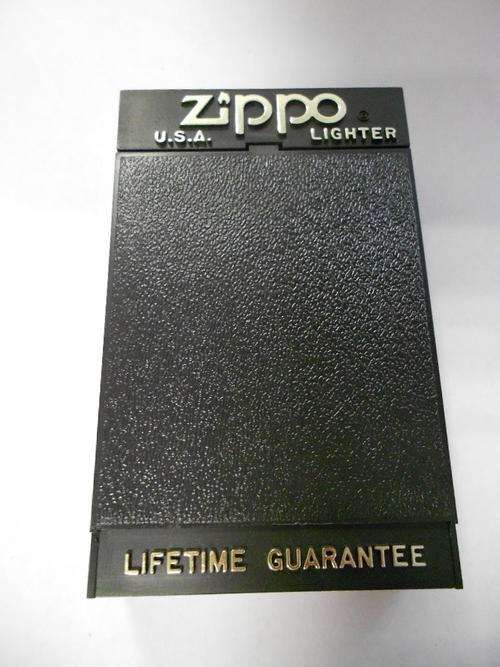 Zippo ®
U.S.A. LIGHTER
LIFETIME GUARANTEE